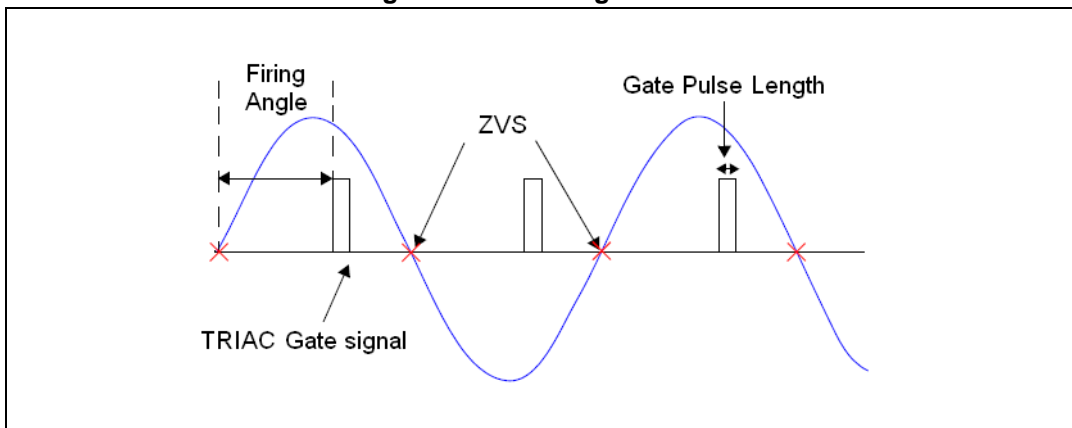 Firing
Angle
Gate Pulse Length
ZVS
TRIAC Gate signal